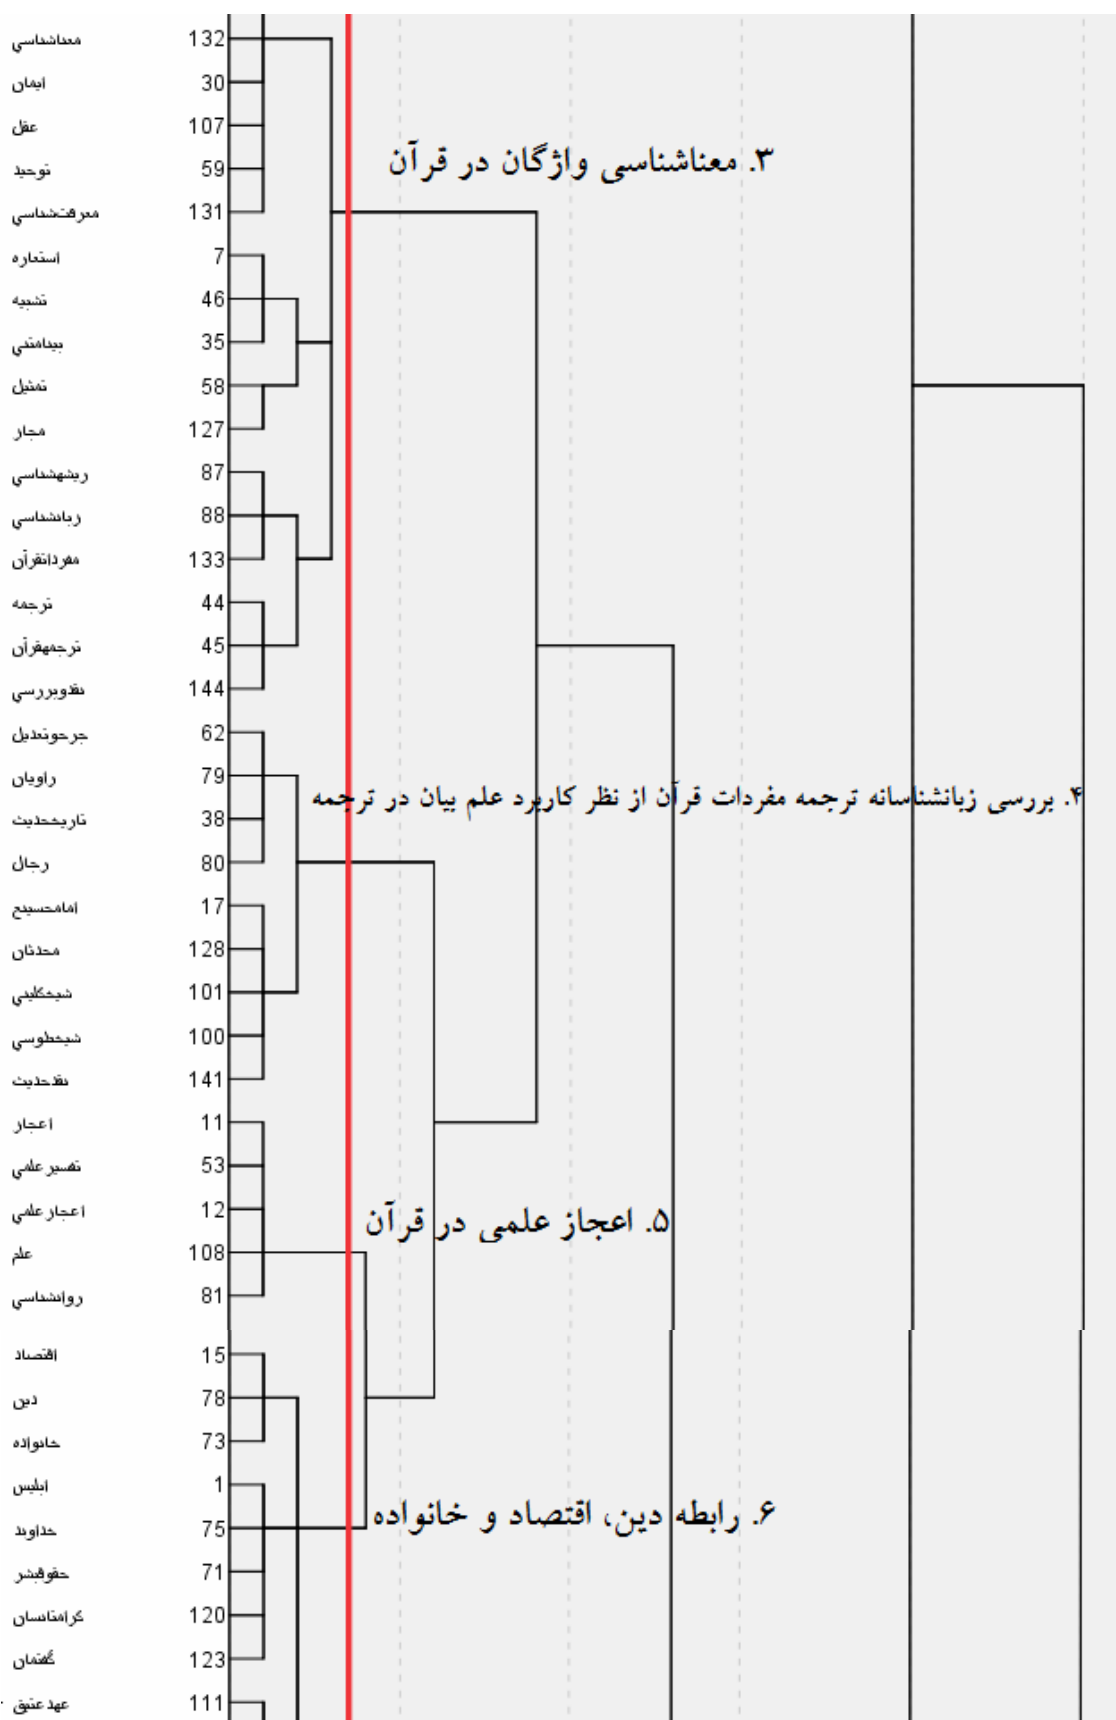 معناشناسي 132
ايمان 30
عقل 107
توحيد 59
۳. معناشناسی واژگان در قرآن
معرفتشناسي 131
استعاره 7
تشبيه 46
بينامتني 35
تمثيل 58
مجاز 127
ريشهشناسي 87
زبانشناسي 88
مفرداتقرآن 133
ترجمه 44
ترجمهقرآن 45
نقدوبررسي 144
جرحوتعديل 62
راويان 79
۴. بررسی زبانشناسانه ترجمه مفردات قرآن از نظر کاربرد علم بیان در ترجمه
تاريخحديث 38
رجال 80
امامحسينع 17
محدثان 128
شيخكليني 101
شيخطوسي 100
نقدحديث 141
اعجاز 11
تفسيرعلمي 53
اعجازعلمي 12
۵. اعجاز علمی در قرآن
علم 108
روانشناسي 81
اقتصاد 15
دين 78
خانواده 73
ابليس 1
۶. رابطه دین، اقتصاد و خانواده
خداوند 75
حقوقبشر 71
كرامتانسان 120
گفتمان 123
عهدعتيق 111